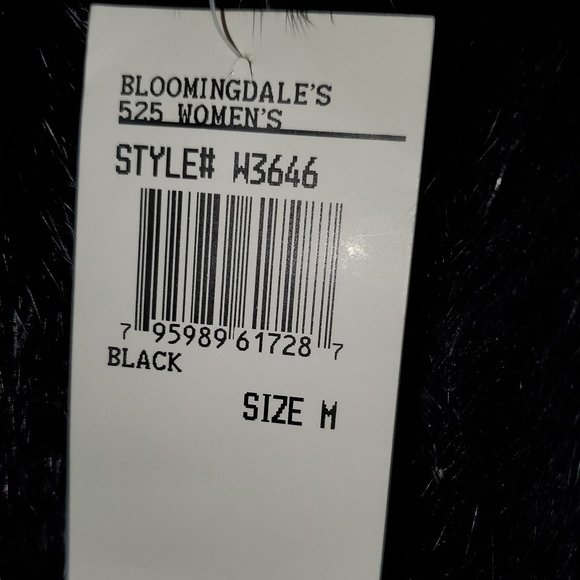 BLOOMINGDALE'S
525 WOMEN'S
STYLE# W3646
7 95989 61728 7
BLACK
SIZE M